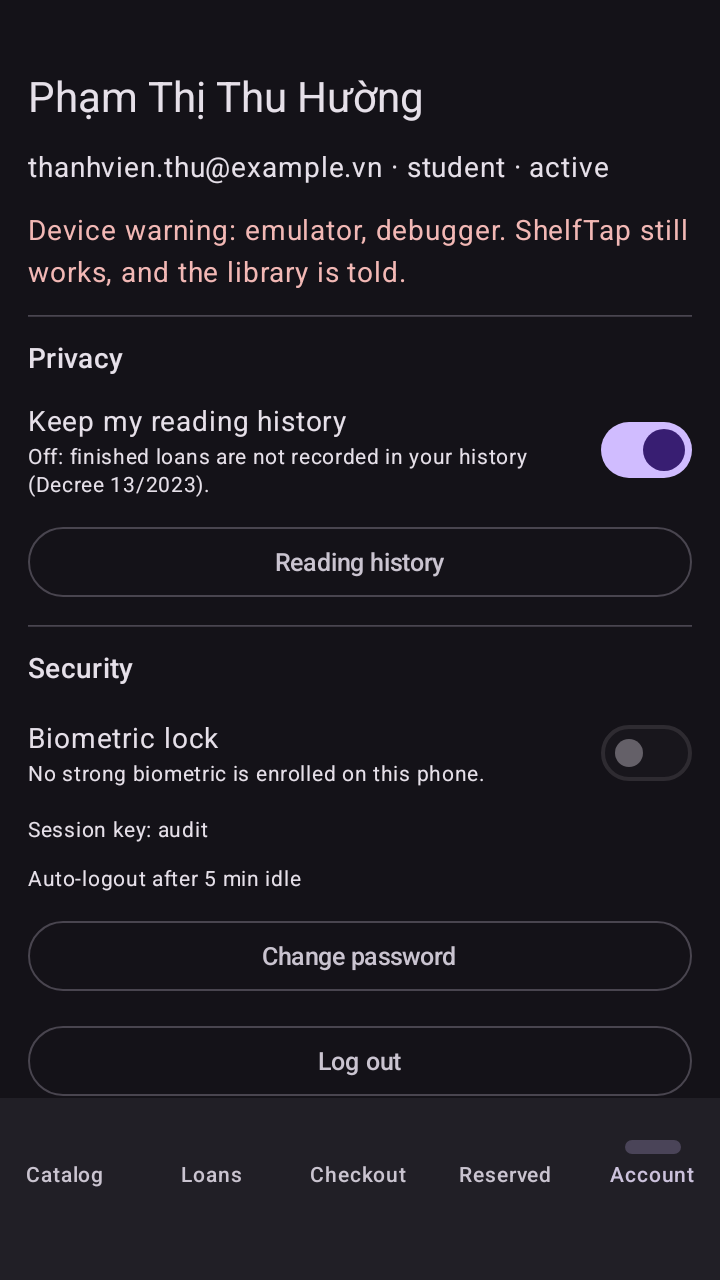 Phạm Thị Thu Hường
thanhvien.thu@example.vn · student · active
Device warning: emulator, debugger. ShelfTap still
works, and the library is told.
Privacy
Keep my reading history
Off: finished loans are not recorded in your history
(Decree 13/2023).
Reading history
Security
Biometric lock
No strong biometric is enrolled on this phone.
Session key: audit
Auto-logout after 5 min idle
Change password
Log out
Catalog Loans Checkout Reserved Account